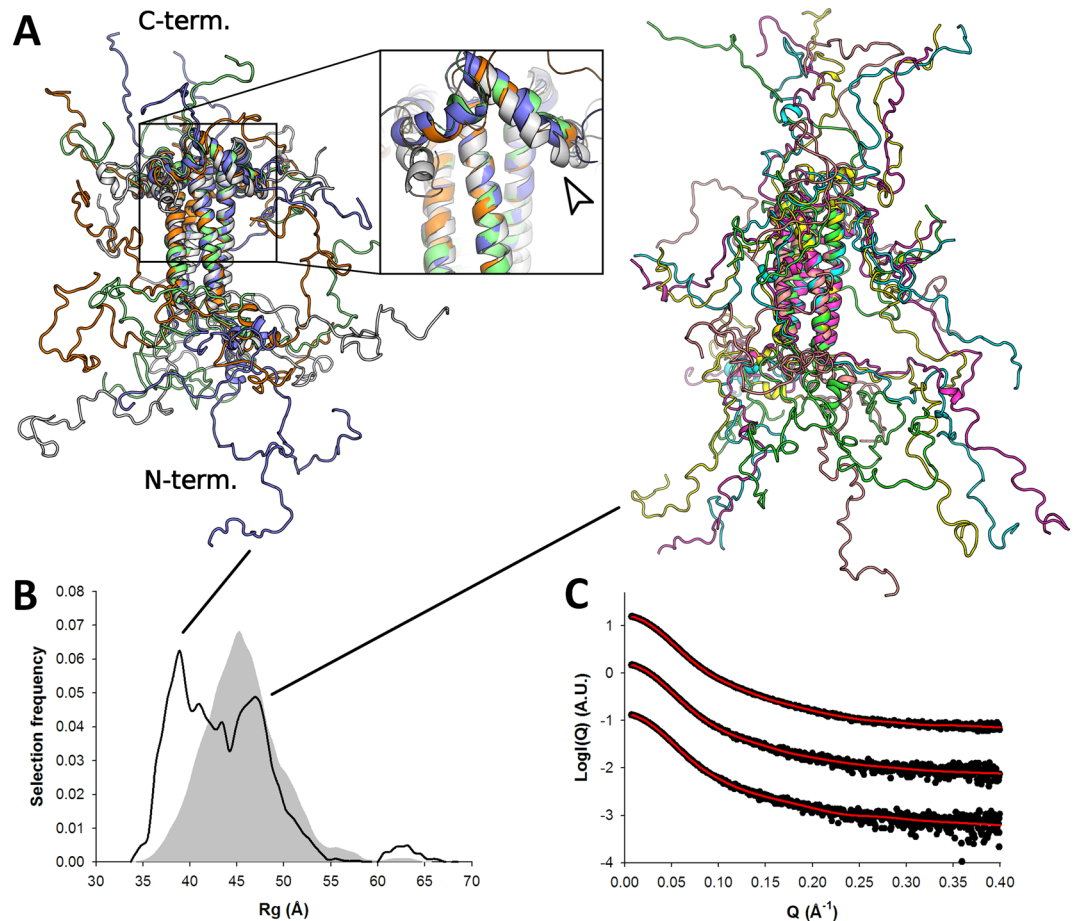 A
C-term.
N-term.
B
0.08
0.07
0.06
0.05
0.04
0.03
0.02
0.01
0.00
Selection frequency
30 35 40 45 50 55 60 65 70
Rg (Å)
C
1
0
-1
-2
-3
-4
LogI(Q) (A.U.)
0.00 0.05 0.10 0.15 0.20 0.25 0.30 0.35 0.40
Q (Å⁻¹)